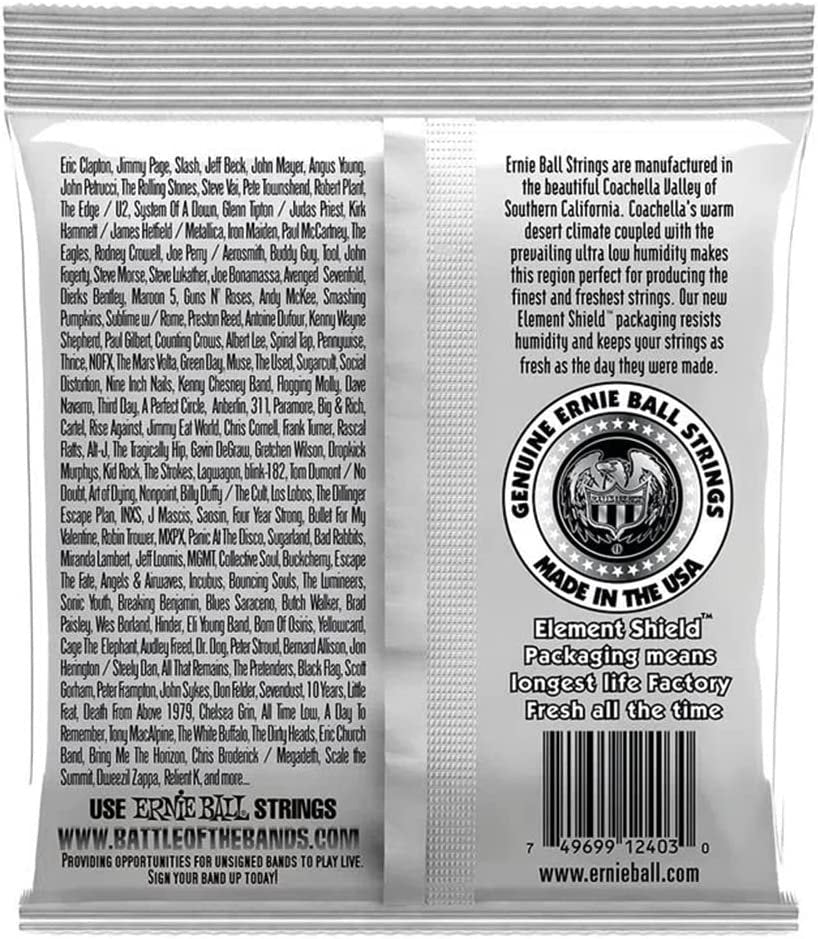 Eric Clapton, Jimmy Page, Slash, Jeff Beck, John Mayer, Angus Young,
John Petrucci, The Rolling Stones, Steve Vai, Pete Townshend, Robert Plant,
The Edge / U2, System Of A Down, Glenn Tipton / Judas Priest, Kirk
Hammett / James Hetfield / Metallica, Iron Maiden, Paul McCartney, The
Eagles, Rodney Crowell, Joe Perry / Aerosmith, Buddy Guy, Tool, John
Fogerty, Steve Morse, Steve Lukather, Joe Bonamassa, Avenged Sevenfold,
Dierks Bentley, Maroon 5, Guns N' Roses, Andy McKee, Smashing
Pumpkins, Sublime w/ Rome, Preston Reed, Antoine Dufour, Kenny Wayne
Shepherd, Paul Gilbert, Counting Crows, Albert Lee, Spinal Tap, Pennywise,
Thrice, NOFX, The Mars Volta, Green Day, Muse, The Used, Sugarcult, Social
Distortion, Nine Inch Nails, Kenny Chesney Band, Flogging Molly, Dave
Navarro, Third Day, A Perfect Circle, Anberlin, 311, Paramore, Big & Rich,
Cartel, Rise Against, Jimmy Eat World, Chris Cornell, Frank Turner, Rascal
Flatts, Alt-J, The Tragically Hip, Gavin DeGraw, Gretchen Wilson, Dropkick
Murphys, Kid Rock, The Strokes, Lagwagon, blink-182, Tom Dumont / No
Doubt, Art of Dying, Nonpoint, Billy Duffy / The Cult, Los Lobos, The Dillinger
Escape Plan, INXS, J Mascis, Saosin, Four Year Strong, Bullet For My
Valentine, Robin Trower, MXPX, Panic At The Disco, Sugarland, Bad Rabbits,
Miranda Lambert, Jeff Loomis, MGMT, Collective Soul, Buckcherry, Escape
The Fate, Angels & Airwaves, Incubus, Bouncing Souls, The Lumineers,
Sonic Youth, Breaking Benjamin, Blues Saraceno, Butch Walker, Brad
Paisley, Wes Borland, Hinder, Eli Young Band, Born Of Osiris, Yellowcard,
Cage The Elephant, Audley Freed, Dr. Dog, Peter Stroud, Bernard Allison, Jon
Herington / Steely Dan, All That Remains, The Pretenders, Black Flag, Scott
Gorham, Peter Frampton, John Sykes, Don Felder, Sevendust, 10 Years, Little
Feat, Death From Above 1979, Chelsea Grin, All Time Low, A Day To
Remember, Tony MacAlpine, The White Buffalo, The Dirty Heads, Eric Church
Band, Bring Me The Horizon, Chris Broderick / Megadeth, Scale the
Summit, Dweezil Zappa, Relient K, and more...
USE ERNIE BALL STRINGS
WWW.BATTLEOFTHEBANDS.COM
PROVIDING OPPORTUNITIES FOR UNSIGNED BANDS TO PLAY LIVE.
SIGN YOUR BAND UP TODAY!
Ernie Ball Strings are manufactured in
the beautiful Coachella Valley of
Southern California. Coachella's warm
desert climate coupled with the
prevailing ultra low humidity makes
this region perfect for producing the
finest and freshest strings. Our new
Element Shield™ packaging resists
humidity and keeps your strings as
fresh as the day they were made.
GENUINE ERNIE BALL STRINGS
MADE IN THE USA
Element Shield™
Packaging means
longest life Factory
Fresh all the time
7 49699 12403 0
www.ernieball.com